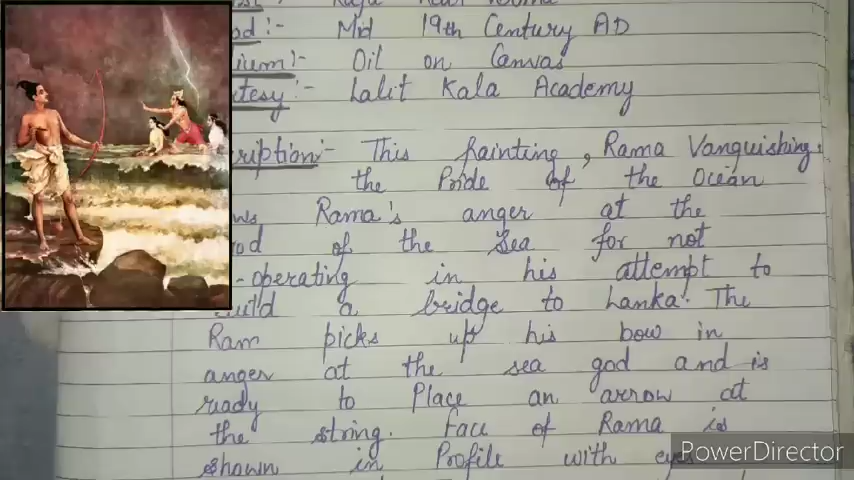 Mid 19th Century AD
Oil on Canvas
Lalit Kala Academy
This painting, Rama Vanquishing
the Pride of the Ocean
Rama's anger at the
of the Sea for not
-operating in his attempt to
a bridge to Lanka. The
Ram picks up his bow in
anger at the sea god and is
ready to Place an arrow at
the string. Face of Rama is
shown in Profile with eyes
PowerDirector